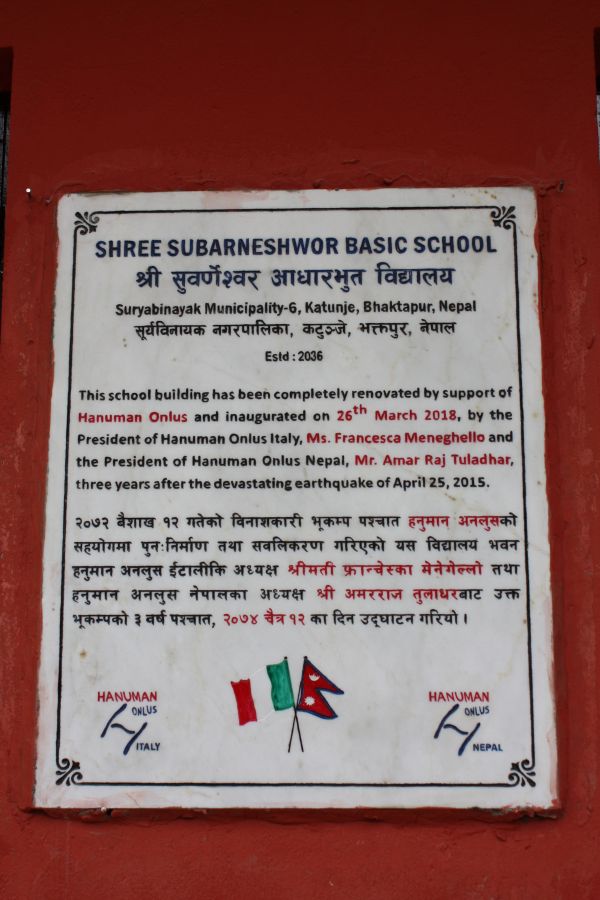 SHREE SUBARNESHWOR BASIC SCHOOL
श्री सुवर्णेश्वर आधारभुत विद्यालय
Suryabinayak Municipality-6, Katunje, Bhaktapur, Nepal
सूर्यविनायक नगरपालिका, कटुञ्जे, भक्तपुर, नेपाल
Estd : 2036
This school building has been completely renovated by support of
Hanuman Onlus and inaugurated on 26th March 2018, by the
President of Hanuman Onlus Italy, Ms. Francesca Meneghello and
the President of Hanuman Onlus Nepal, Mr. Amar Raj Tuladhar,
three years after the devastating earthquake of April 25, 2015.
२०७२ बैशाख १२ गतेको विनाशकारी भूकम्प पश्चात हनुमान अनलुसको
सहयोगमा पुनःनिर्माण तथा सवलिकरण गरिएको यस विद्यालय भवन
हनुमान अनलुस ईटालीकि अध्यक्ष श्रीमती फ्रान्चेस्का मेनेगेल्लो तथा
हनुमान अनलुस नेपालका अध्यक्ष श्री अमरराज तुलाधरबाट उक्त
भूकम्पको ३ वर्ष पश्चात, २०७४ चैत्र १२ का दिन उद्घाटन गरियो ।
HANUMAN
ONLUS
ITALY
HANUMAN
ONLUS
NEPAL